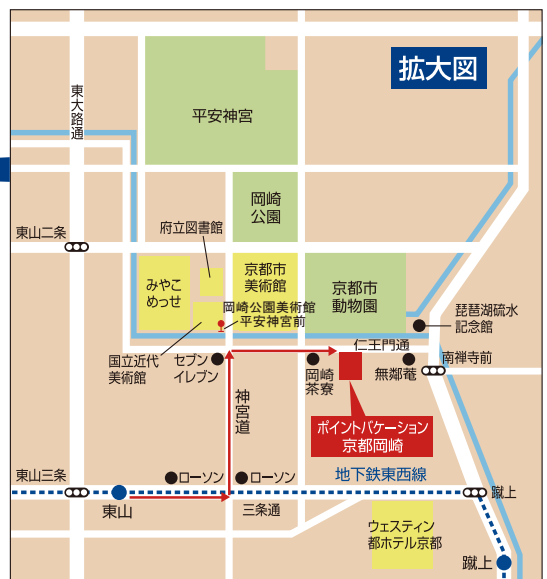 拡大図
東大路通
平安神宮
岡崎
公園
東山二条
府立図書館
みやこ
めっせ
京都市
美術館
京都市
動物園
岡崎公園美術館
平安神宮前
琵琶湖疏水
記念館
国立近代
美術館
セブン
イレブン
仁王門通
南禅寺前
岡崎
茶寮
無鄰菴
神宮道
ポイントバケーション
京都岡崎
東山三条
ローソン
ローソン
地下鉄東西線
東山
三条通
蹴上
ウェスティン
都ホテル京都
蹴上